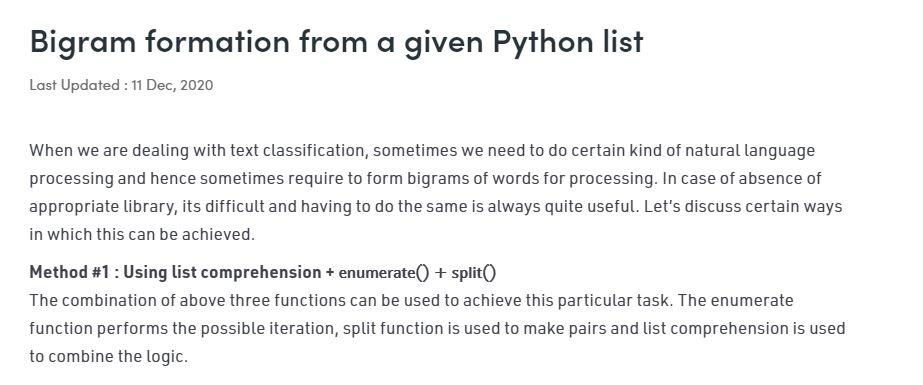 Bigram formation from a given Python list
Last Updated : 11 Dec, 2020
When we are dealing with text classification, sometimes we need to do certain kind of natural language
processing and hence sometimes require to form bigrams of words for processing. In case of absence of
appropriate library, its difficult and having to do the same is always quite useful. Let’s discuss certain ways
in which this can be achieved.
Method #1 : Using list comprehension + enumerate() + split()
The combination of above three functions can be used to achieve this particular task. The enumerate
function performs the possible iteration, split function is used to make pairs and list comprehension is used
to combine the logic.